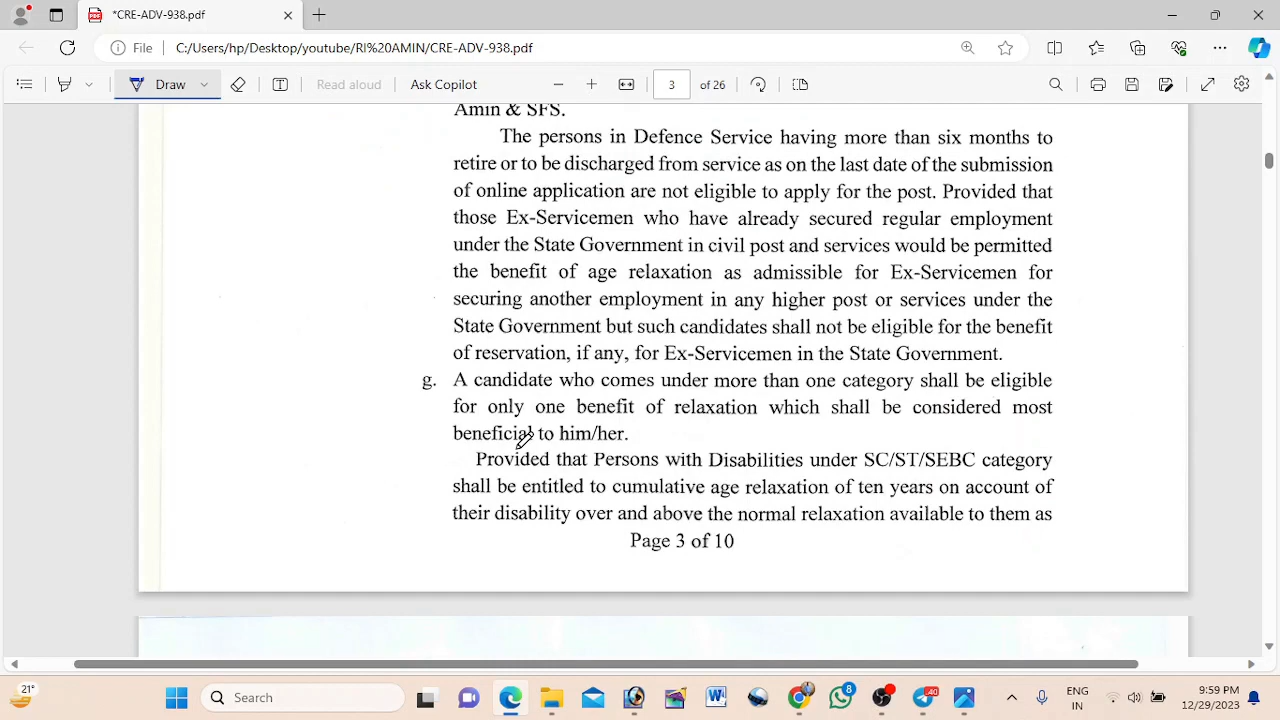 *CRE-ADV-938.pdf
File C:/Users/hp/Desktop/youtube/RI%20AMIN/CRE-ADV-938.pdf
Draw Read aloud Ask Copilot 3 of 26
Amin & SFS.
The persons in Defence Service having more than six months to
retire or to be discharged from service as on the last date of the submission
of online application are not eligible to apply for the post. Provided that
those Ex-Servicemen who have already secured regular employment
under the State Government in civil post and services would be permitted
the benefit of age relaxation as admissible for Ex-Servicemen for
securing another employment in any higher post or services under the
State Government but such candidates shall not be eligible for the benefit
of reservation, if any, for Ex-Servicemen in the State Government.
g. A candidate who comes under more than one category shall be eligible
for only one benefit of relaxation which shall be considered most
beneficial to him/her.
Provided that Persons with Disabilities under SC/ST/SEBC category
shall be entitled to cumulative age relaxation of ten years on account of
their disability over and above the normal relaxation available to them as
Page 3 of 10
21° Search 8 40 ENG 9:59 PM
IN 12/29/2023